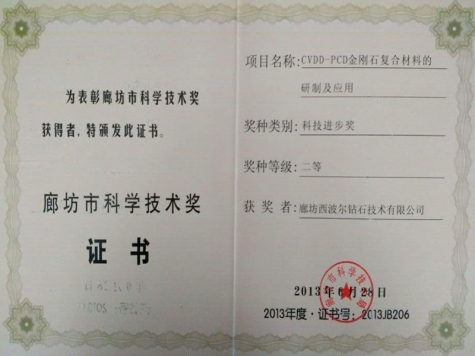 为表彰廊坊市科学技术奖
获得者，特颁发此证书。
廊坊市科学技术奖
证书
项目名称：CVDD-PCD金刚石复合材料的
研制及应用
奖种类别：科技进步奖
奖种等级：二等
获奖者：廊坊西波尔钻石技术有限公司
2013年6月28日
2013年度·证书号：2013JB206